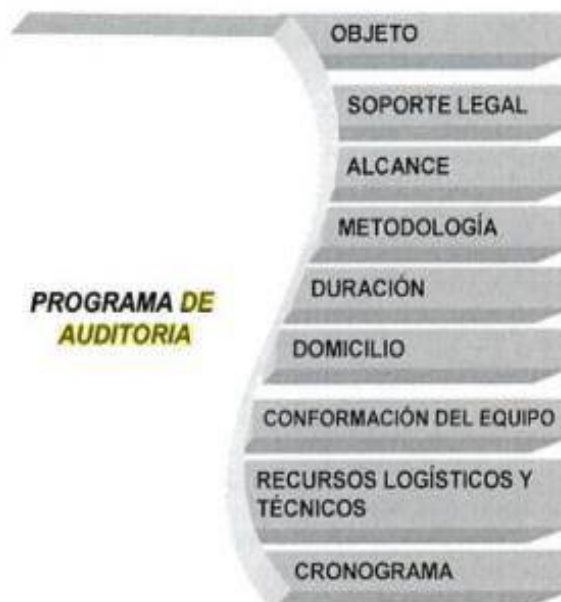 OBJETO
SOPORTE LEGAL
ALCANCE
METODOLOGÍA
PROGRAMA DE
AUDITORIA
DURACIÓN
DOMICILIO
CONFORMACIÓN DEL EQUIPO
RECURSOS LOGÍSTICOS Y
TÉCNICOS
CRONOGRAMA